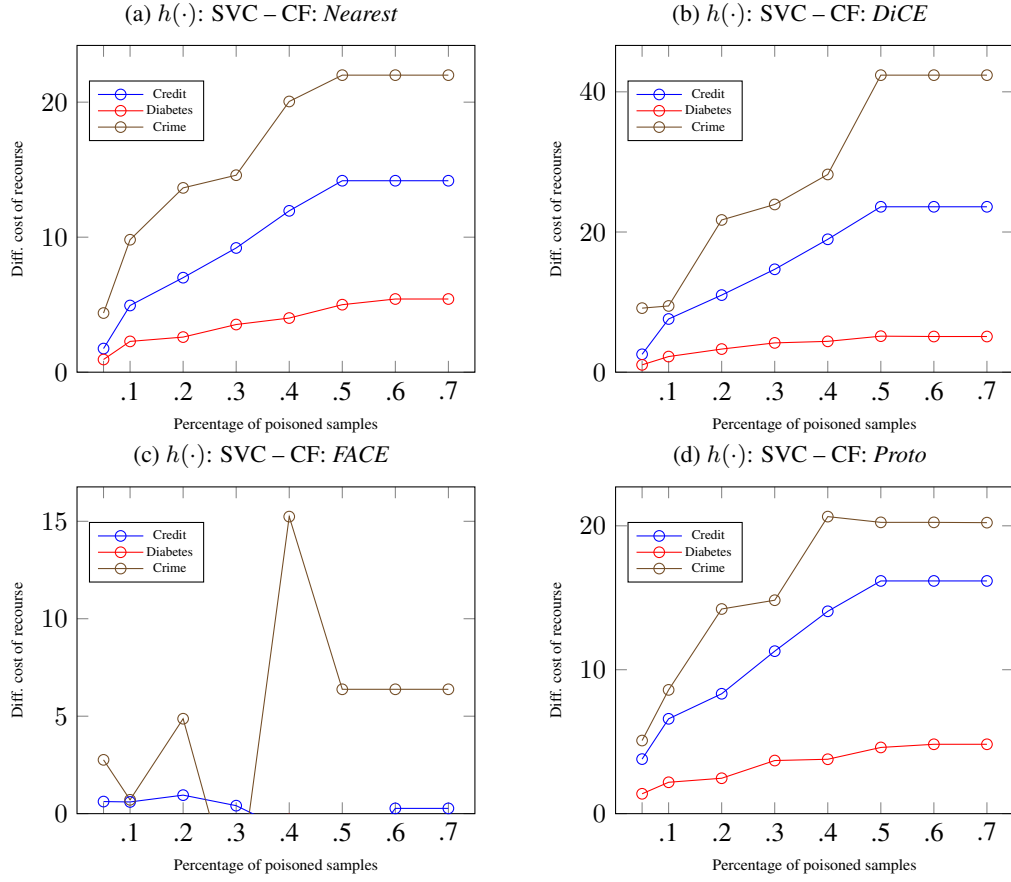 (a) h(·): SVC – CF: Nearest
20
10
0
Diff. cost of recourse
Credit
Diabetes
Crime
.1 .2 .3 .4 .5 .6 .7
Percentage of poisoned samples
(b) h(·): SVC – CF: DiCE
40
20
0
Diff. cost of recourse
Credit
Diabetes
Crime
.1 .2 .3 .4 .5 .6 .7
Percentage of poisoned samples
(c) h(·): SVC – CF: FACE
15
10
5
0
Diff. cost of recourse
Credit
Diabetes
Crime
.1 .2 .3 .4 .5 .6 .7
Percentage of poisoned samples
(d) h(·): SVC – CF: Proto
20
10
0
Diff. cost of recourse
Credit
Diabetes
Crime
.1 .2 .3 .4 .5 .6 .7
Percentage of poisoned samples